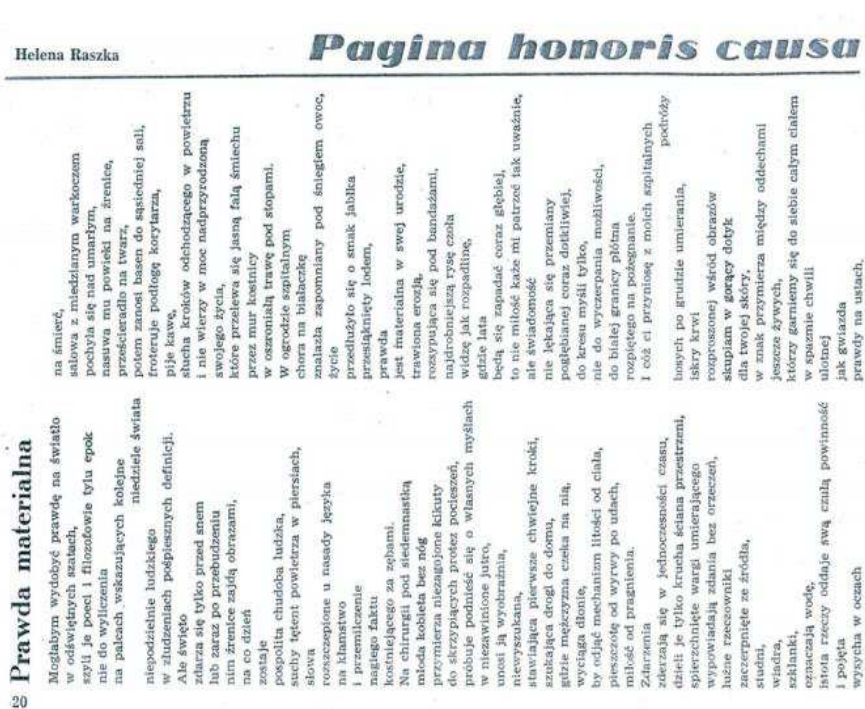 Helena Raszka
Pagina honoris causa
20
Prawda materialna
Mogłabym wydobyć prawdę na światło
w odświętnych szatach,
szyli je poeci i filozofowie tylu epok
nie do wyliczenia
na palcach wskazujących kolejne
niedziele świata
niepodzielnie ludzkiego
w złudzeniach pośpiesznych definicji.
Ale święto
zdarza się tylko przed snem
lub zaraz po przebudzeniu
nim źrenice zajdą obrazami,
na co dzień
zostaje
pospolita chudoba ludzka,
suchy tętent powietrza w piersiach,
słowa
rozszczepione u nasady języka
na kłamstwo
i przemilczenie
nagiego faktu
kostniejącego za zębami.
Na chirurgii pod siedemnastką
młoda kobieta bez nóg
przymierza niezagojone kikuty
do skrzypiących protez pocieszeń,
próbuje podnieść się o własnych myślach
w niezawinione jutro,
unosi ją wyobraźnia,
niewyszukana,
stawiająca pierwsze chwiejne kroki,
szukająca drogi do domu,
gdzie mężczyzna czeka na nią,
wyciąga dłonie,
by odjąć mechanizm litości od ciała,
pieszczotę od wyrwy po udach,
miłość od pragnienia.
Zdarzenia
zderzają się w jednoczesności czasu,
dzieli je tylko krucha ściana przestrzeni,
spierzchnięte wargi umierającego
wypowiadają zdania bez orzeczeń,
luźne rzeczowniki
zaczerpnięte ze źródła,
studni,
wiadra,
szklanki,
oznaczają wodę,
istota rzeczy oddaje swą czułą powinność
i pojęta
wysycha w oczach
na śmierć,
salowa z miedzianym warkoczem
pochyla się nad umarłym,
nasuwa mu powieki na źrenice,
prześcieradło na twarz,
potem zanosi basen do sąsiedniej sali,
froteruje podłogę korytarza,
pije kawę,
słucha kroków odchodzącego w powietrzu
i nie wierzy w moc nadprzyrodzoną
swojego życia,
które przelewa się jasną falą śmiechu
przez mur kostnicy
w oszroniałą trawę pod stopami.
W ogrodzie szpitalnym
chora na białaczkę
znalazła zapomniany pod śniegiem owoc,
życie
przedłużyło się o smak jabłka
przesiąknięty lodem,
prawda
jest materialna w swej urodzie,
trawiona erozją,
rozsypująca się pod bandażami,
najdrobniejszą rysę czoła
widzę jak rozpadlinę,
gdzie lata
będą się zapadać coraz głębiej,
to nie miłość każe mi patrzeć tak uważnie,
ale świadomość
nie lękająca się przemiany
pogłębianej coraz dotkliwiej,
do kresu myśli tylko,
nie do wyczerpania możliwości,
do białej granicy płótna
rozpiętego na pożegnanie.
I cóż ci przyniosę z moich szpitalnych
podróży
bosych po grudzie umierania,
iskry krwi
rozproszonej wśród obrazów
skupiam w gorący dotyk
dla twojej skóry,
w znak przymierza między oddechami
jeszcze żywych,
którzy garniemy się do siebie całym ciałem
w spazmie chwili
ulotnej
jak gwiazda
prawdy na ustach.